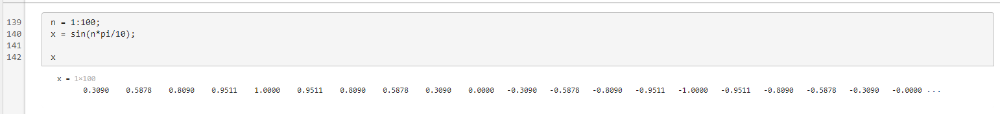 139 n = 1:100;
140 x = sin(n*pi/10);
141
142 x
x = 1×100
0.3090 0.5878 0.8090 0.9511 1.0000 0.9511 0.8090 0.5878 0.3090 0.0000 -0.3090 -0.5878 -0.8090 -0.9511 -1.0000 -0.9511 -0.8090 -0.5878 -0.3090 -0.0000 ...